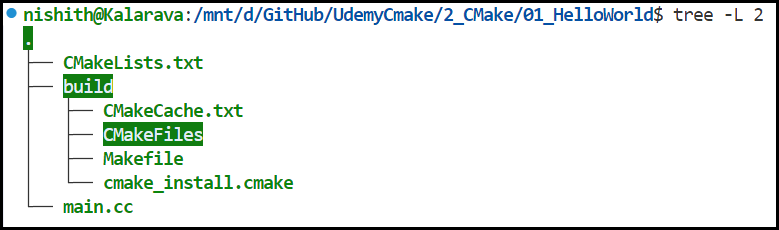 nishith@Kalarava:/mnt/d/GitHub/UdemyCmake/2_CMake/01_HelloWorld$ tree -L 2
.
├── CMakeLists.txt
├── build
│   ├── CMakeCache.txt
│   ├── CMakeFiles
│   ├── Makefile
│   └── cmake_install.cmake
└── main.cc